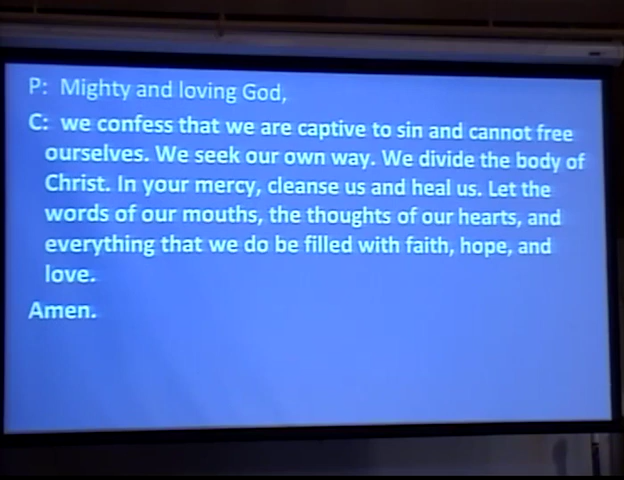 P: Mighty and loving God,
C: we confess that we are captive to sin and cannot free
ourselves. We seek our own way. We divide the body of
Christ. In your mercy, cleanse us and heal us. Let the
words of our mouths, the thoughts of our hearts, and
everything that we do be filled with faith, hope, and
love.
Amen.